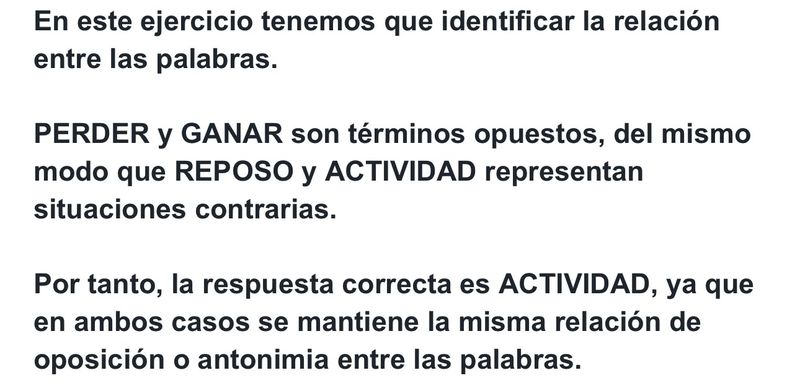 En este ejercicio tenemos que identificar la relación
entre las palabras.
PERDER y GANAR son términos opuestos, del mismo
modo que REPOSO y ACTIVIDAD representan
situaciones contrarias.
Por tanto, la respuesta correcta es ACTIVIDAD, ya que
en ambos casos se mantiene la misma relación de
oposición o antonimia entre las palabras.